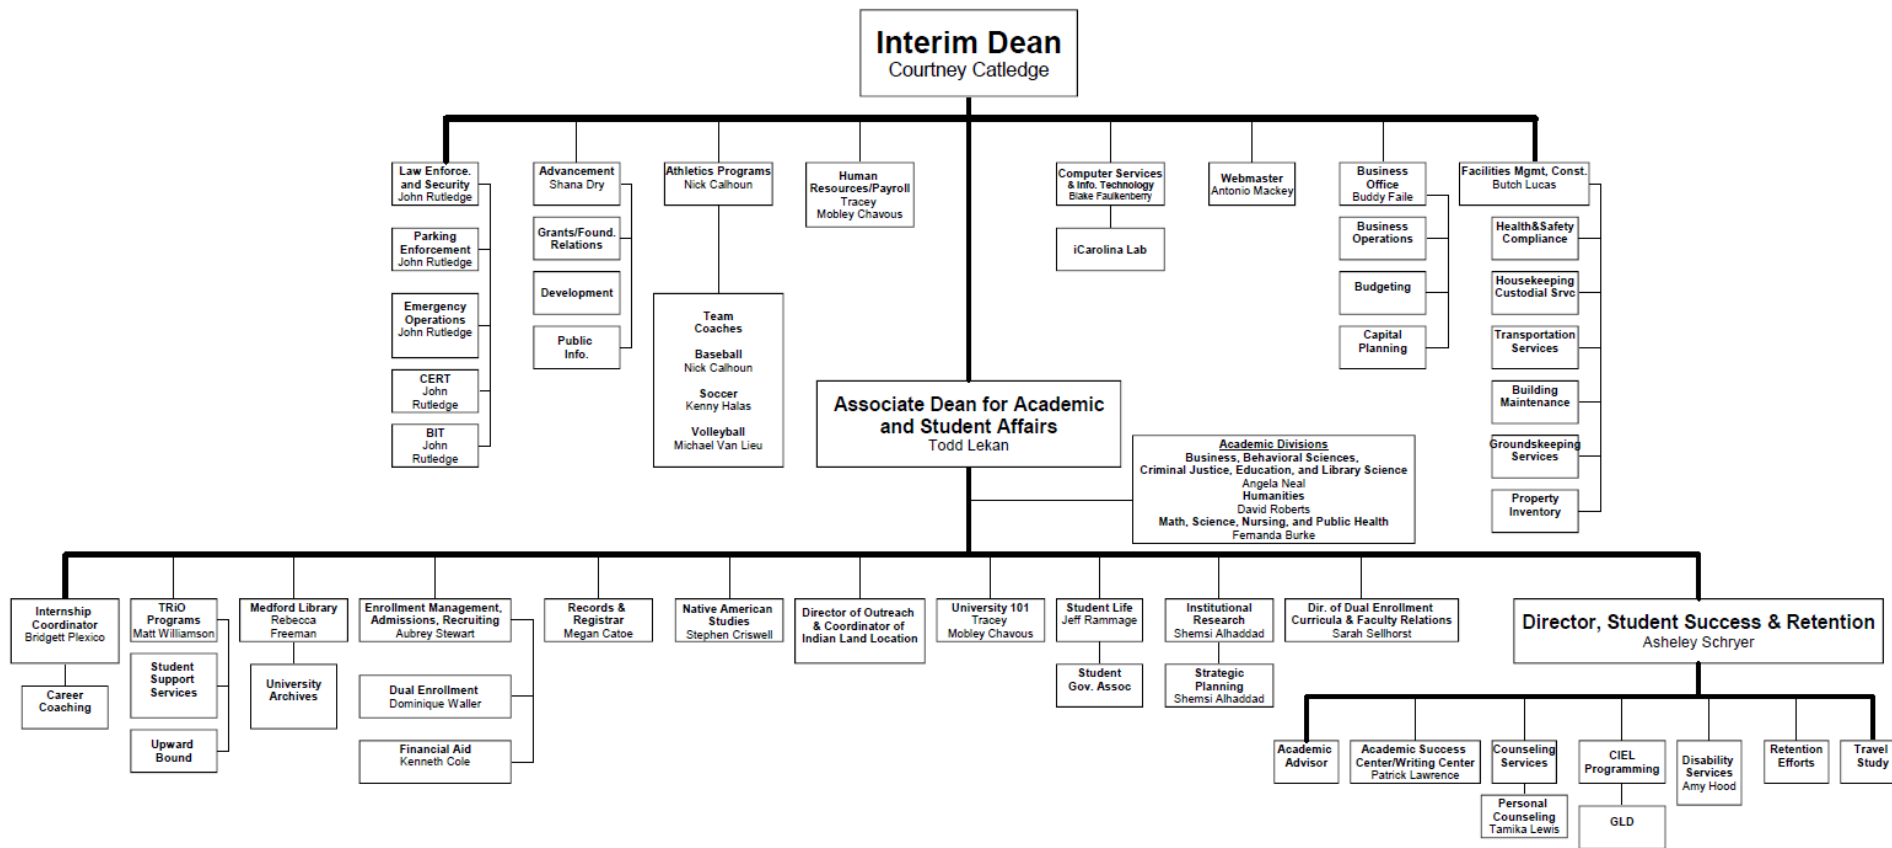 Interim Dean
Courtney Catledge
Law Enforce.
and Security
John Rutledge
Parking
Enforcement
John Rutledge
Emergency
Operations
John Rutledge
CERT
John
Rutledge
BIT
John
Rutledge
Advancement
Shana Dry
Grants/Found.
Relations
Development
Public
Info.
Athletics Programs
Nick Calhoun
Team
Coaches
Baseball
Nick Calhoun
Soccer
Kenny Halas
Volleyball
Michael Van Lieu
Human
Resources/Payroll
Tracey
Mobley Chavous
Computer Services
& Info. Technology
Blake Faulkenberry
iCarolina Lab
Webmaster
Antonio Mackey
Business
Office
Buddy Faile
Business
Operations
Budgeting
Capital
Planning
Facilities Mgmt, Const.
Butch Lucas
Health&Safety
Compliance
Housekeeping
Custodial Srvc
Transportation
Services
Building
Maintenance
Groundskeeping
Services
Property
Inventory
Associate Dean for Academic
and Student Affairs
Todd Lekan
Academic Divisions
Business, Behavioral Sciences,
Criminal Justice, Education, and Library Science
Angela Neal
Humanities
David Roberts
Math, Science, Nursing, and Public Health
Fernanda Burke
Internship
Coordinator
Bridgett Plexico
Career
Coaching
TRiO
Programs
Matt Williamson
Student
Support
Services
Upward
Bound
Medford Library
Rebecca
Freeman
University
Archives
Enrollment Management,
Admissions, Recruiting
Aubrey Stewart
Dual Enrollment
Dominique Waller
Financial Aid
Kenneth Cole
Records &
Registrar
Megan Catoe
Native American
Studies
Stephen Criswell
Director of Outreach
& Coordinator of
Indian Land Location
University 101
Tracey
Mobley Chavous
Student Life
Jeff Rammage
Student
Gov. Assoc
Institutional
Research
Shemsi Alhaddad
Strategic
Planning
Shemsi Alhaddad
Dir. of Dual Enrollment
Curricula & Faculty Relations
Sarah Sellhorst
Director, Student Success & Retention
Asheley Schryer
Academic
Advisor
Academic Success
Center/Writing Center
Patrick Lawrence
Counseling
Services
Personal
Counseling
Tamika Lewis
CIEL
Programming
GLD
Disability
Services
Amy Hood
Retention
Efforts
Travel
Study